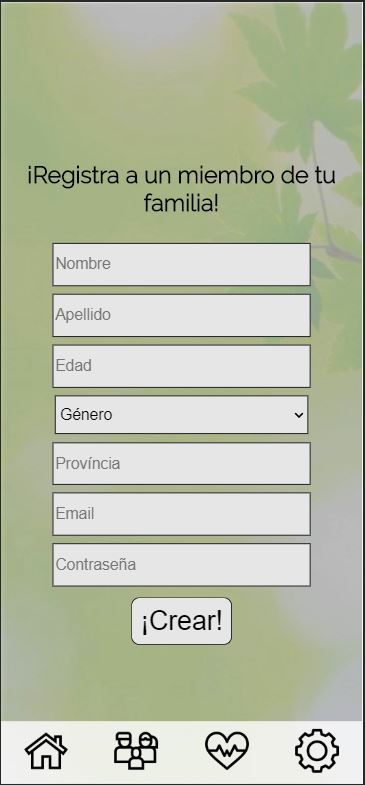 ¡Registra a un miembro de tu
familia!
Nombre
Apellido
Edad
Género
Província
Email
Contraseña
¡Crear!